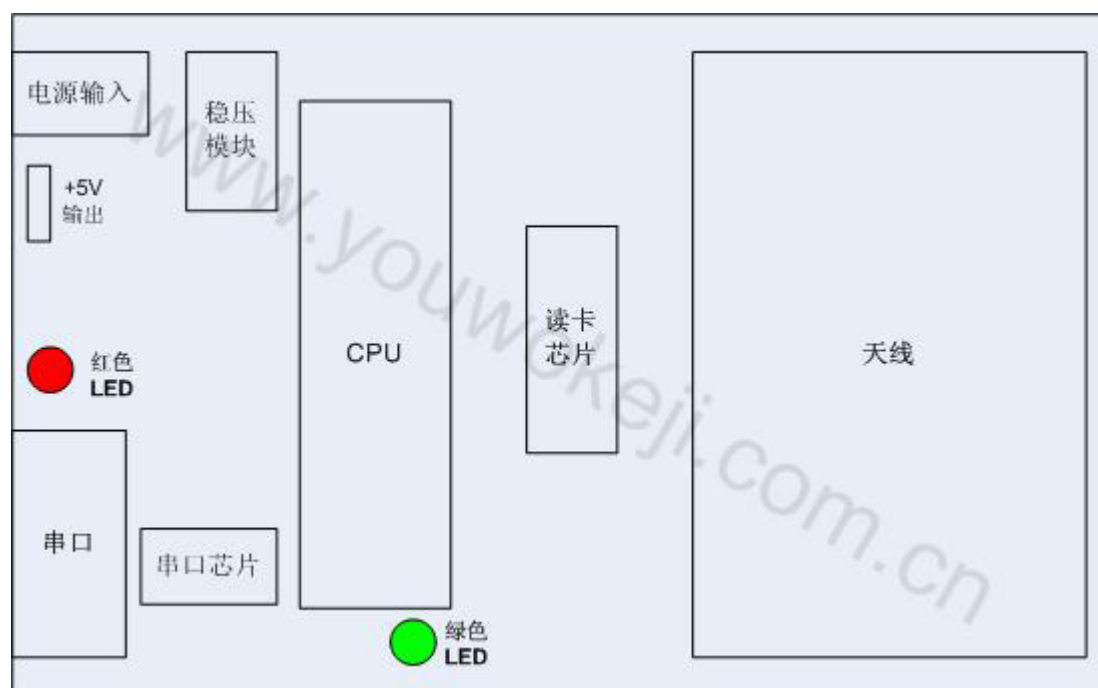 电源输入
稳压
模块
+5V
输出
CPU
读卡
芯片
天线
红色
LED
串口
串口芯片
绿色
LED
www.youwokeji.com.cn